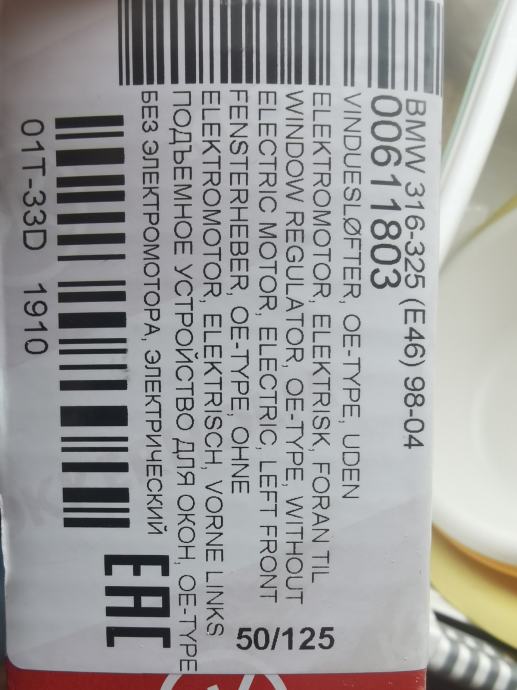 BMW 316-325 (E46) 98-04
00611803
VINDUESLØFTER, OE-TYPE, UDEN
ELEKTROMOTOR, ELEKTRISK, FORAN TIL
WINDOW REGULATOR, OE-TYPE, WITHOUT
ELECTRIC MOTOR, ELECTRIC, LEFT FRONT
FENSTERHEBER, OE-TYPE, OHNE
ELEKTROMOTOR, ELEKTRISCH, VORNE LINKS
ПОДЪЕМНОЕ УСТРОЙСТВО ДЛЯ ОКОН, OE-TYPE
БЕЗ ЭЛЕКТРОМОТОРА, ЭЛЕКТРИЧЕСКИЙ
50/125
EAC
01T-33D 1910